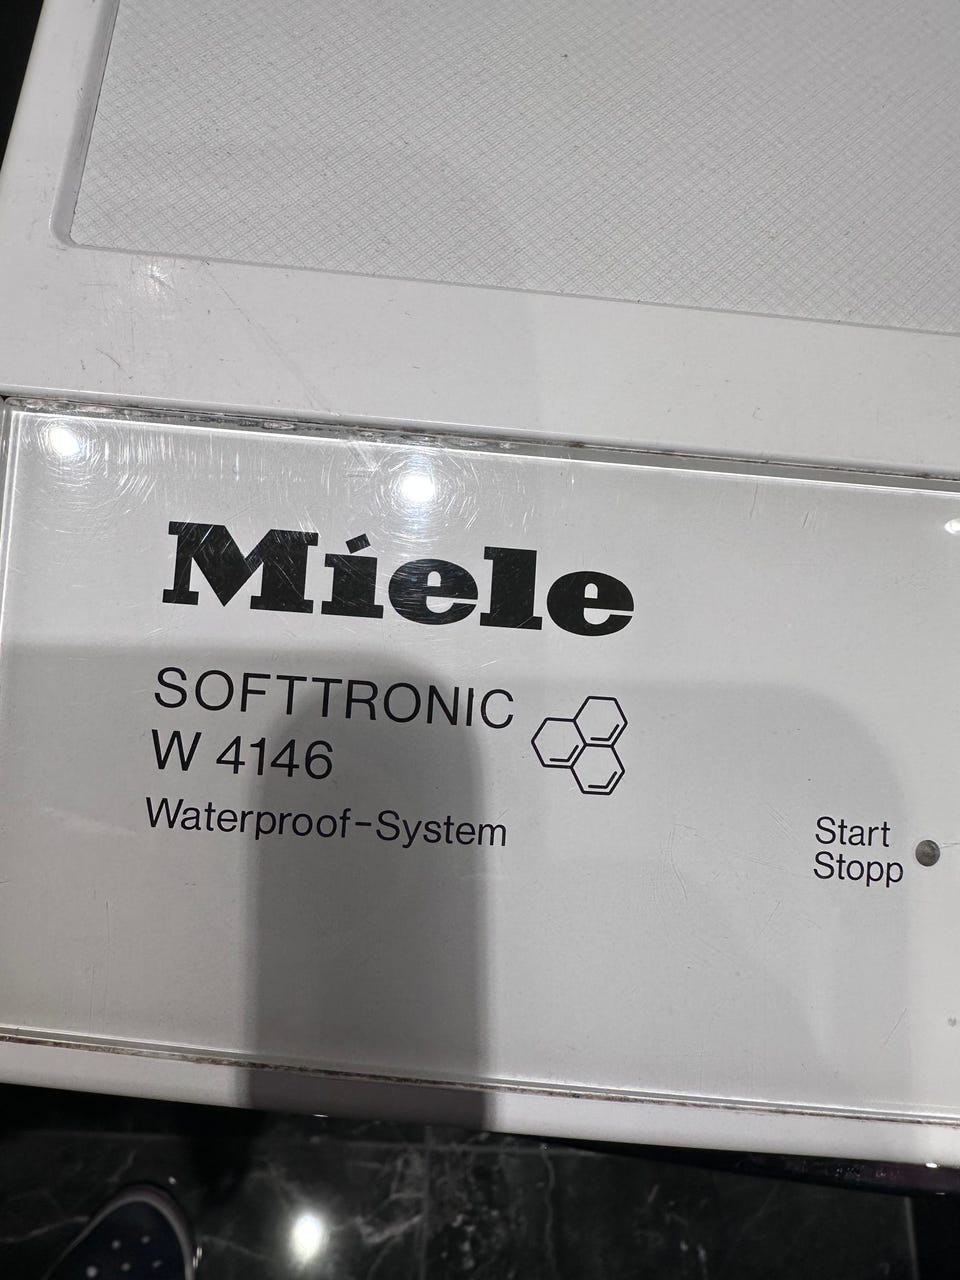 Miele
SOFTTRONIC
W 4146
Waterproof-System
Start
Stopp